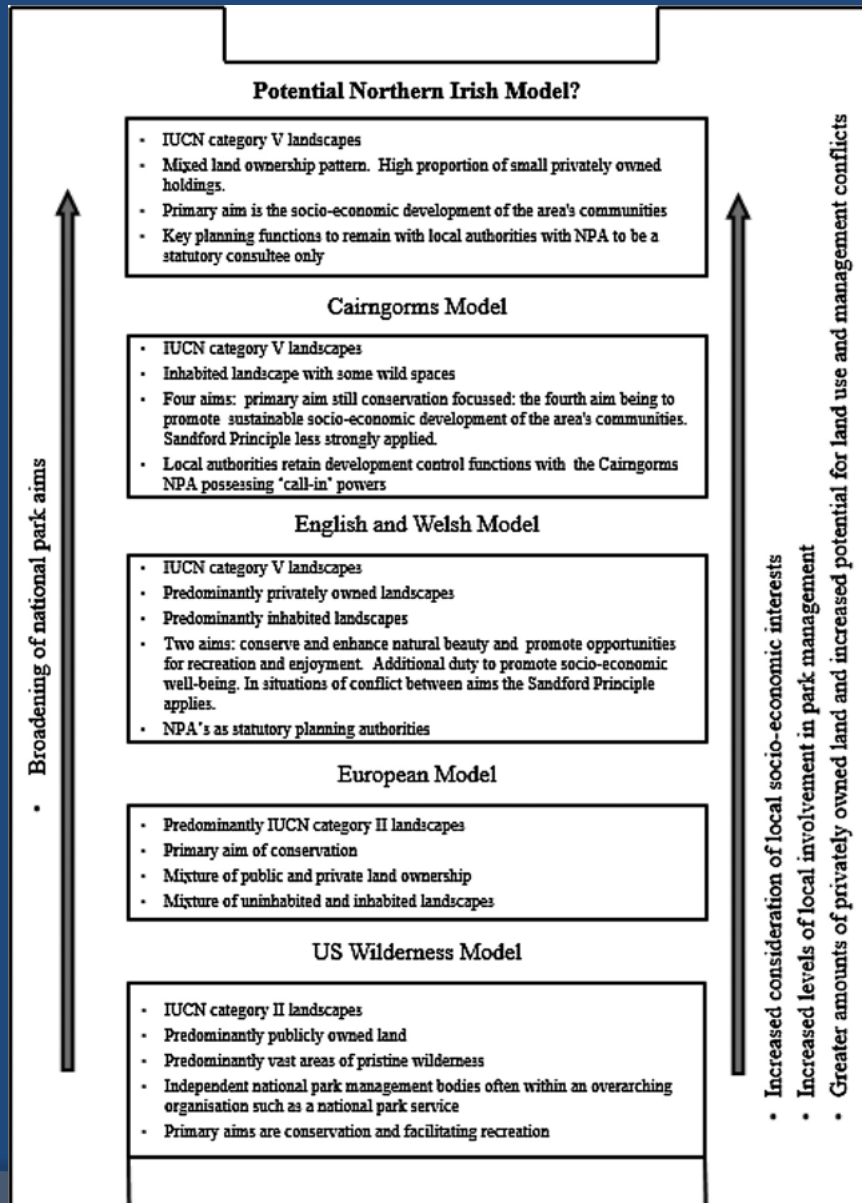 Potential Northern Irish Model?
· IUCN category V landscapes
· Mixed land ownership pattern. High proportion of small privately owned
holdings.
· Primary aim is the socio-economic development of the area's communities
· Key planning functions to remain with local authorities with NPA to be a
statutory consultee only
Cairngorms Model
· IUCN category V landscapes
· Inhabited landscape with some wild spaces
· Four aims: primary aim still conservation focussed: the fourth aim being to
promote sustainable socio-economic development of the area's communities.
Sandford Principle less strongly applied.
· Local authorities retain development control functions with the Cairngorms
NPA possessing "call-in" powers
English and Welsh Model
· IUCN category V landscapes
· Predominantly privately owned landscapes
· Predominantly inhabited landscapes
· Two aims: conserve and enhance natural beauty and promote opportunities
for recreation and enjoyment. Additional duty to promote socio-economic
well-being. In situations of conflict between aims the Sandford Principle
applies.
· NPA's as statutory planning authorities
European Model
· Predominantly IUCN category II landscapes
· Primary aim of conservation
· Mixture of public and private land ownership
· Mixture of uninhabited and inhabited landscapes
US Wilderness Model
· IUCN category II landscapes
· Predominantly publicly owned land
· Predominantly vast areas of pristine wilderness
· Independent national park management bodies often within an overarching
organisation such as a national park service
· Primary aims are conservation and facilitating recreation
• Broadening of national park aims
• Increased consideration of local socio-economic interests
• Increased levels of local involvement in park management
• Greater amounts of privately owned land and increased potential for land use and management conflicts